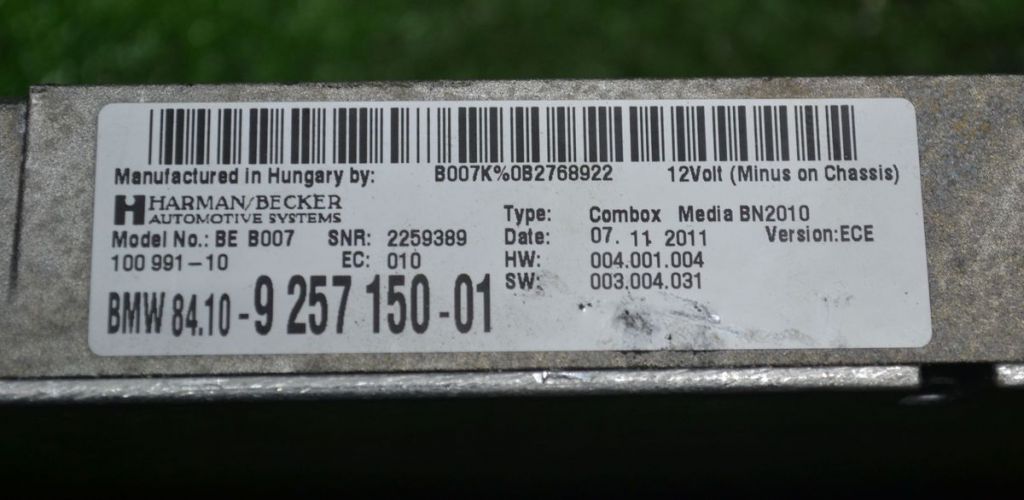 Manufactured in Hungary by: B007K%0B2768922 12Volt (Minus on Chassis)
HARMAN/BECKER
AUTOMOTIVE SYSTEMS
Type: Combox Media BN2010
Model No.: BE B007 SNR: 2259389 Date: 07. 11 2011 Version:ECE
100 991-10 EC: 010 HW: 004.001.004
SW: 003.004.031
BMW 84.10-9 257 150-01